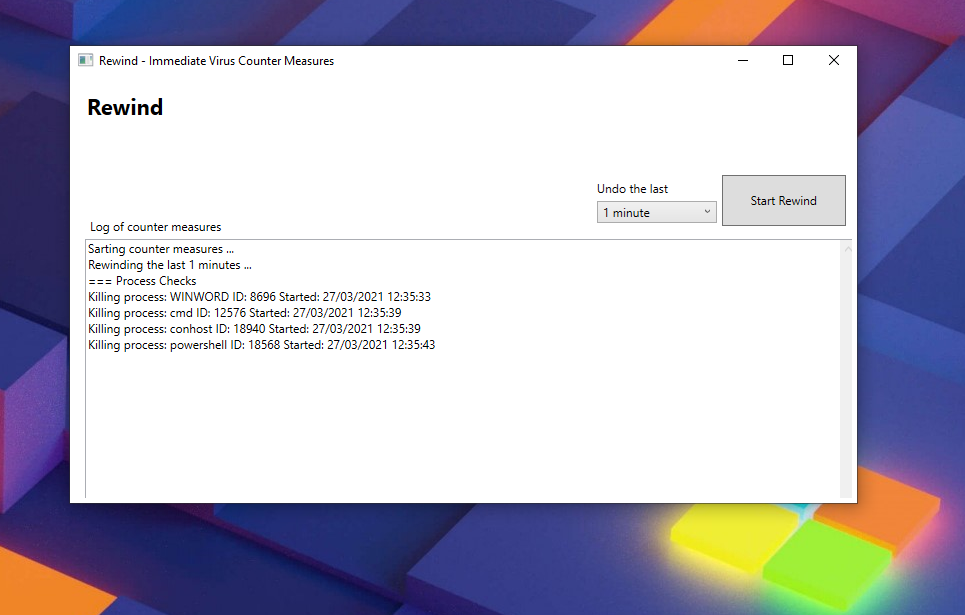 Rewind - Immediate Virus Counter Measures
Rewind
Undo the last
1 minute
Start Rewind
Log of counter measures
Sarting counter measures ...
Rewinding the last 1 minutes ...
=== Process Checks
Killing process: WINWORD ID: 8696 Started: 27/03/2021 12:35:33
Killing process: cmd ID: 12576 Started: 27/03/2021 12:35:39
Killing process: conhost ID: 18940 Started: 27/03/2021 12:35:39
Killing process: powershell ID: 18568 Started: 27/03/2021 12:35:43